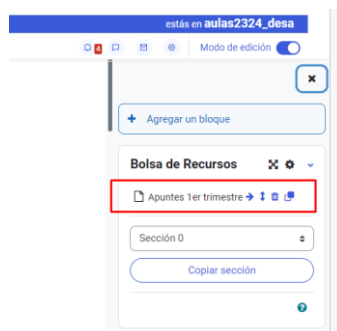 estás en aulas2324_desa
4
Modo de edición
×
+ Agregar un bloque
Bolsa de Recursos
Apuntes 1er trimestre
Sección 0
Copiar sección
?